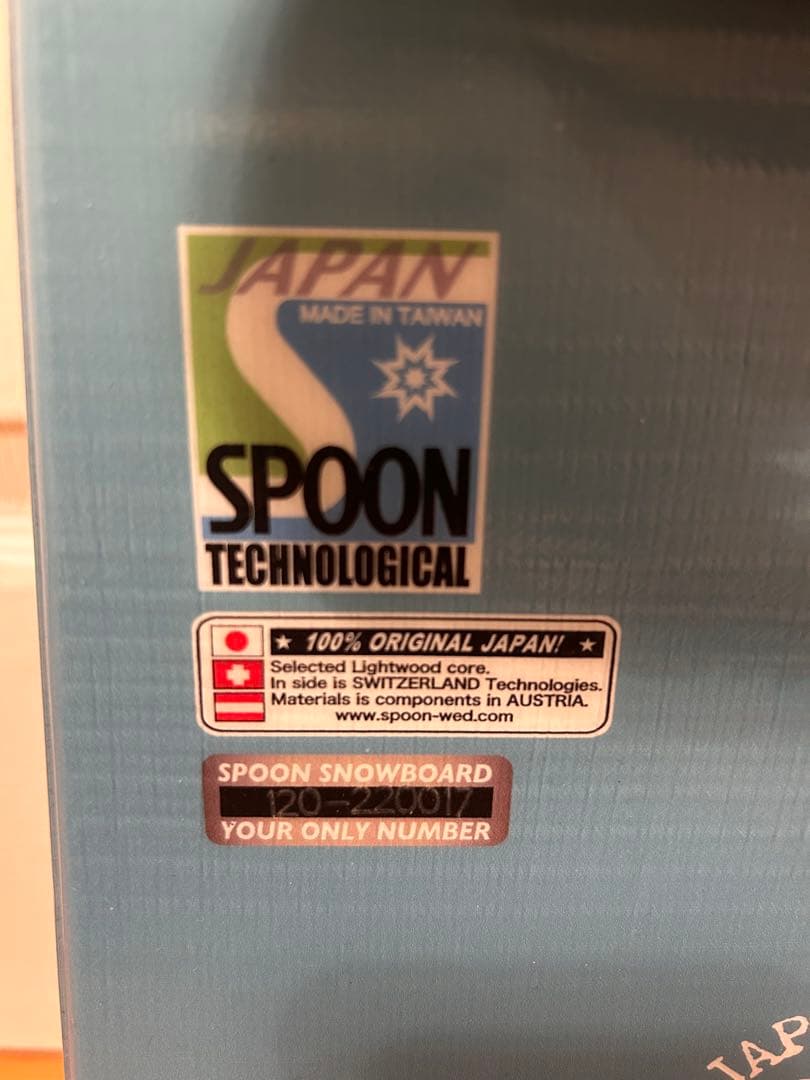 JAPAN
MADE IN TAIWAN
SPOON
TECHNOLOGICAL
★ 100% ORIGINAL JAPAN! ★
Selected Lightwood core.
In side is SWITZERLAND Technologies.
Materials is components in AUSTRIA.
www.spoon-wed.com
SPOON SNOWBOARD
120-220017
YOUR ONLY NUMBER